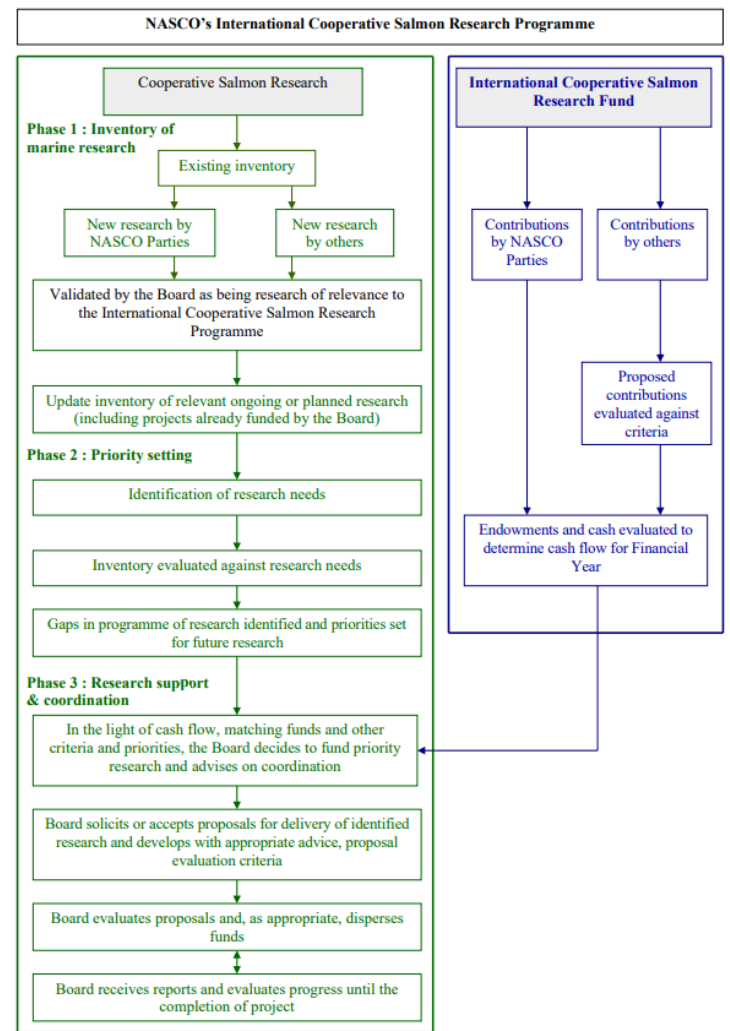 NASCO's International Cooperative Salmon Research Programme
Cooperative Salmon Research
Phase 1 : Inventory of
marine research
Existing inventory
New research by
NASCO Parties
New research
by others
Validated by the Board as being research of relevance to
the International Cooperative Salmon Research
Programme
Update inventory of relevant ongoing or planned research
(including projects already funded by the Board)
Phase 2 : Priority setting
Identification of research needs
Inventory evaluated against research needs
Gaps in programme of research identified and priorities set
for future research
Phase 3 : Research support
& coordination
In the light of cash flow, matching funds and other
criteria and priorities, the Board decides to fund priority
research and advises on coordination
Board solicits or accepts proposals for delivery of identified
research and develops with appropriate advice, proposal
evaluation criteria
Board evaluates proposals and, as appropriate, disperses
funds
Board receives reports and evaluates progress until the
completion of project
International Cooperative Salmon
Research Fund
Contributions
by NASCO
Parties
Contributions
by others
Proposed
contributions
evaluated against
criteria
Endowments and cash evaluated to
determine cash flow for Financial
Year